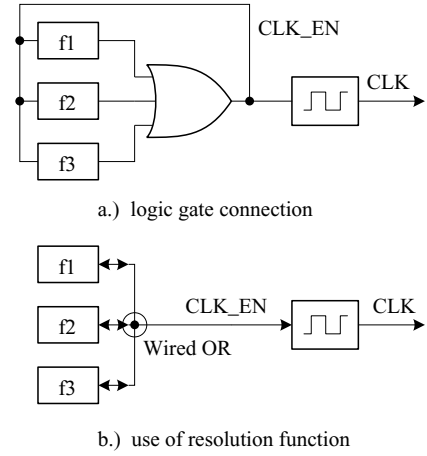 CLK_EN
f1
CLK
f2
f3
a.) logic gate connection
f1
CLK_EN
CLK
f2
Wired OR
f3
b.) use of resolution function